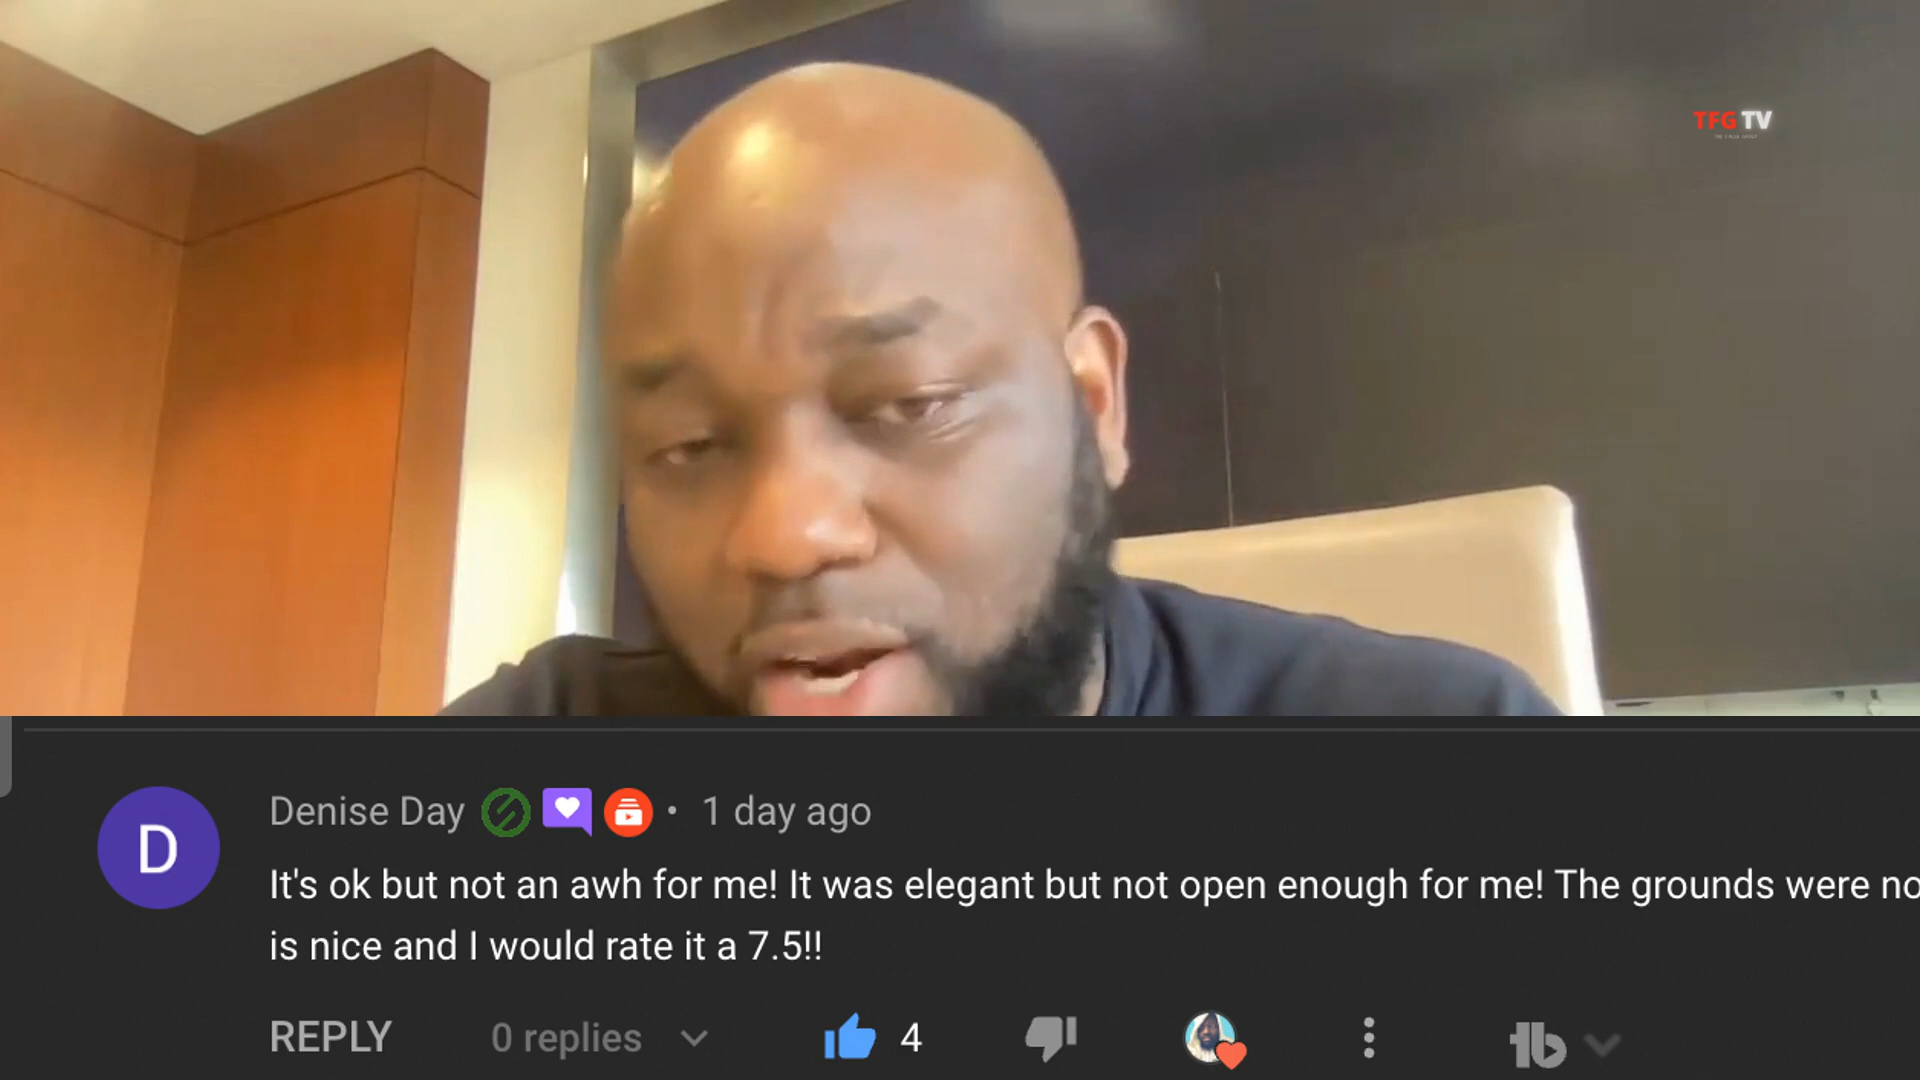 TFG TV
D
Denise Day • 1 day ago
It's ok but not an awh for me! It was elegant but not open enough for me! The grounds were no
is nice and I would rate it a 7.5!!
REPLY 0 replies 4
tb